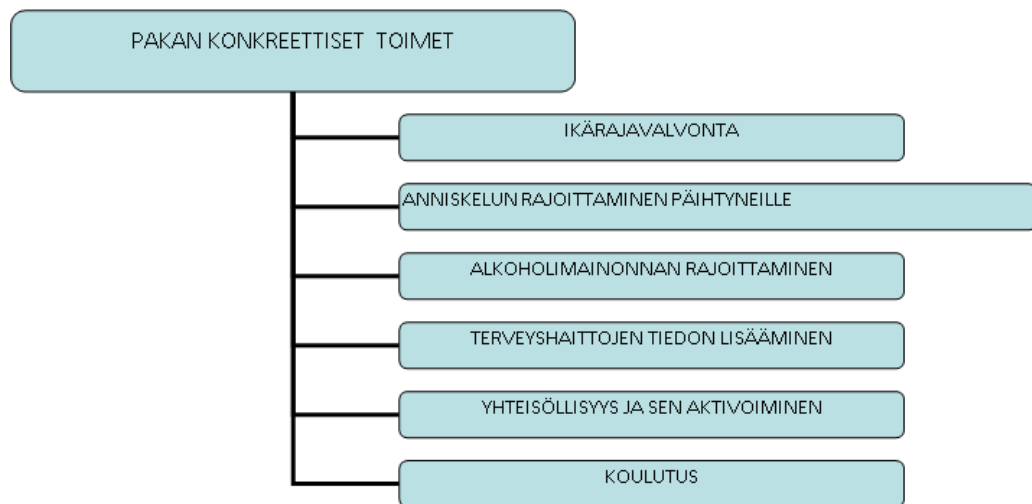 PAKAN KONKREETTISET TOIMET
IKÄRAJAVALVONTA
ANNISKELUN RAJOITTAMINEN PÄIHTYNEILLE
ALKOHOLIMAINONNAN RAJOITTAMINEN
TERVEYSHAITTOJEN TIEDON LISÄÄMINEN
YHTEISÖLLISYYS JA SEN AKTIVOIMINEN
KOULUTUS